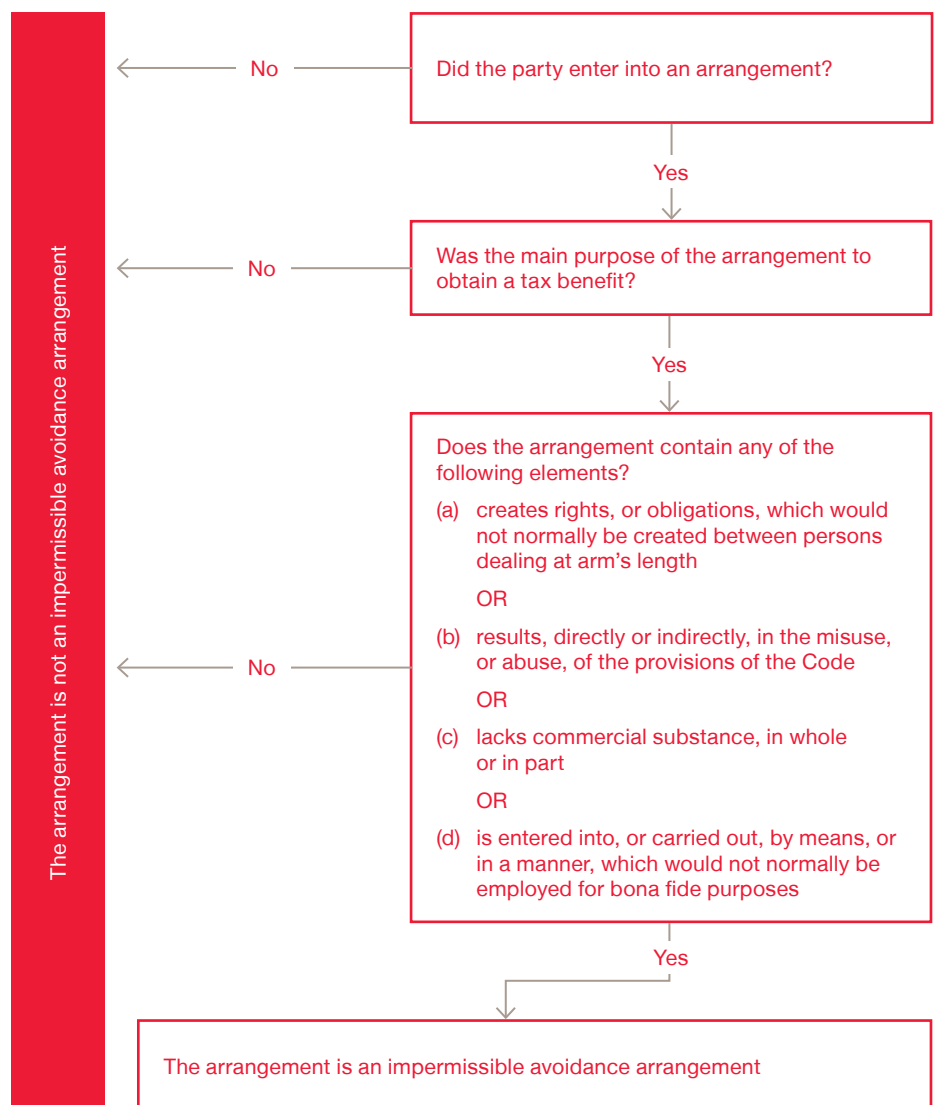 The arrangement is not an impermissible avoidance arrangement
Did the party enter into an arrangement?
No
Yes
Was the main purpose of the arrangement to
obtain a tax benefit?
No
Yes
Does the arrangement contain any of the
following elements?
(a) creates rights, or obligations, which would
not normally be created between persons
dealing at arm’s length
OR
(b) results, directly or indirectly, in the misuse,
or abuse, of the provisions of the Code
OR
(c) lacks commercial substance, in whole
or in part
OR
(d) is entered into, or carried out, by means, or
in a manner, which would not normally be
employed for bona fide purposes
No
Yes
The arrangement is an impermissible avoidance arrangement